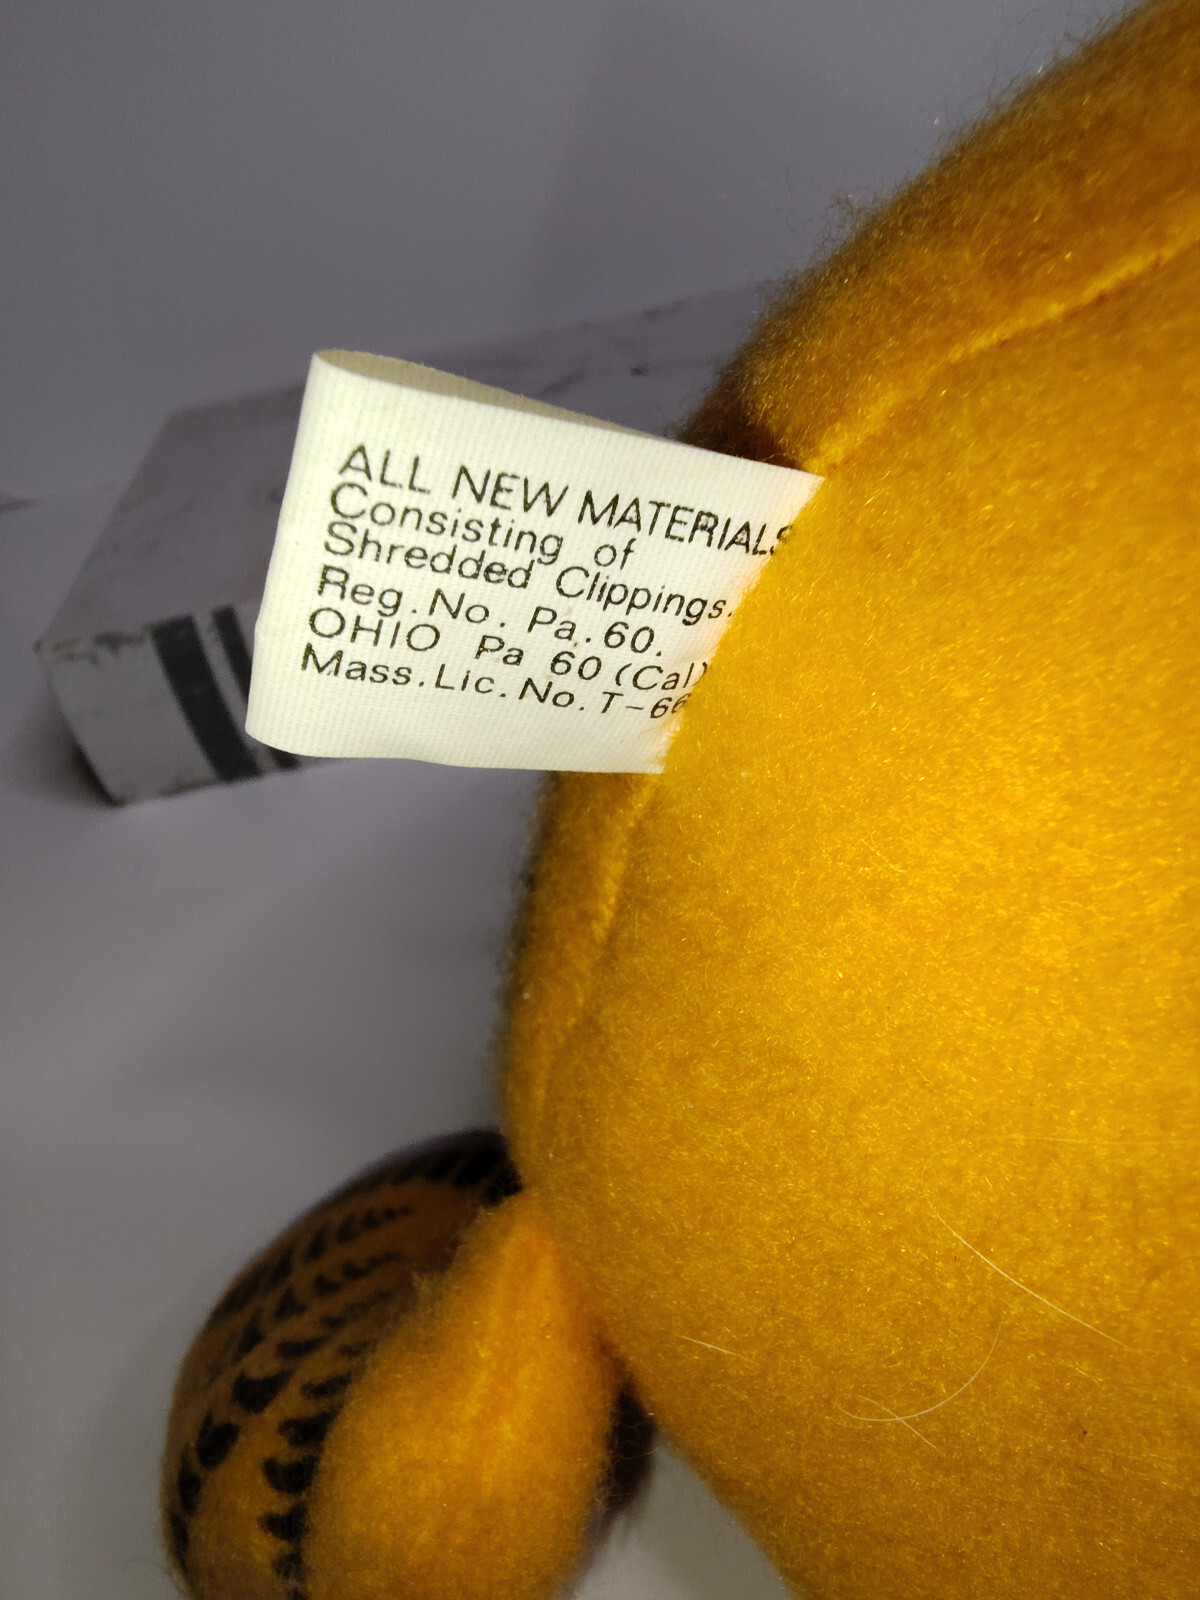 ALL NEW MATERIALS
Consisting of
Shredded Clippings.
Reg. No. Pa. 60.
OHIO Pa 60 (Cal)
Mass. Lic. No. T-66